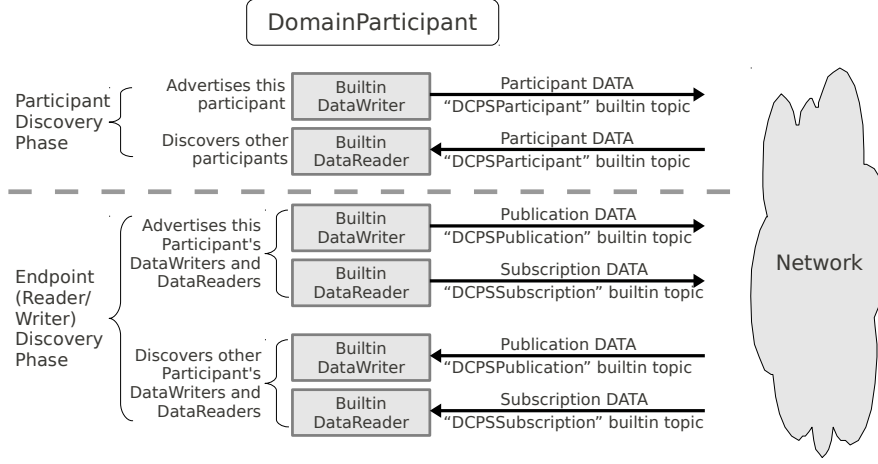 DomainParticipant
Participant
Discovery
Phase
Advertises this
participant
Builtin
DataWriter
Participant DATA
“DCPSParticipant” builtin topic
Discovers other
participants
Builtin
DataReader
Participant DATA
“DCPSParticipant” builtin topic
Endpoint
(Reader/
Writer)
Discovery
Phase
Advertises this
Participant's
DataWriters and
DataReaders
Builtin
DataWriter
Publication DATA
“DCPSPublication” builtin topic
Builtin
DataReader
Subscription DATA
“DCPSSubscription” builtin topic
Discovers other
Participant's
DataWriters and
DataReaders
Builtin
DataWriter
Publication DATA
“DCPSPublication” builtin topic
Builtin
DataReader
Subscription DATA
“DCPSSubscription” builtin topic
Network